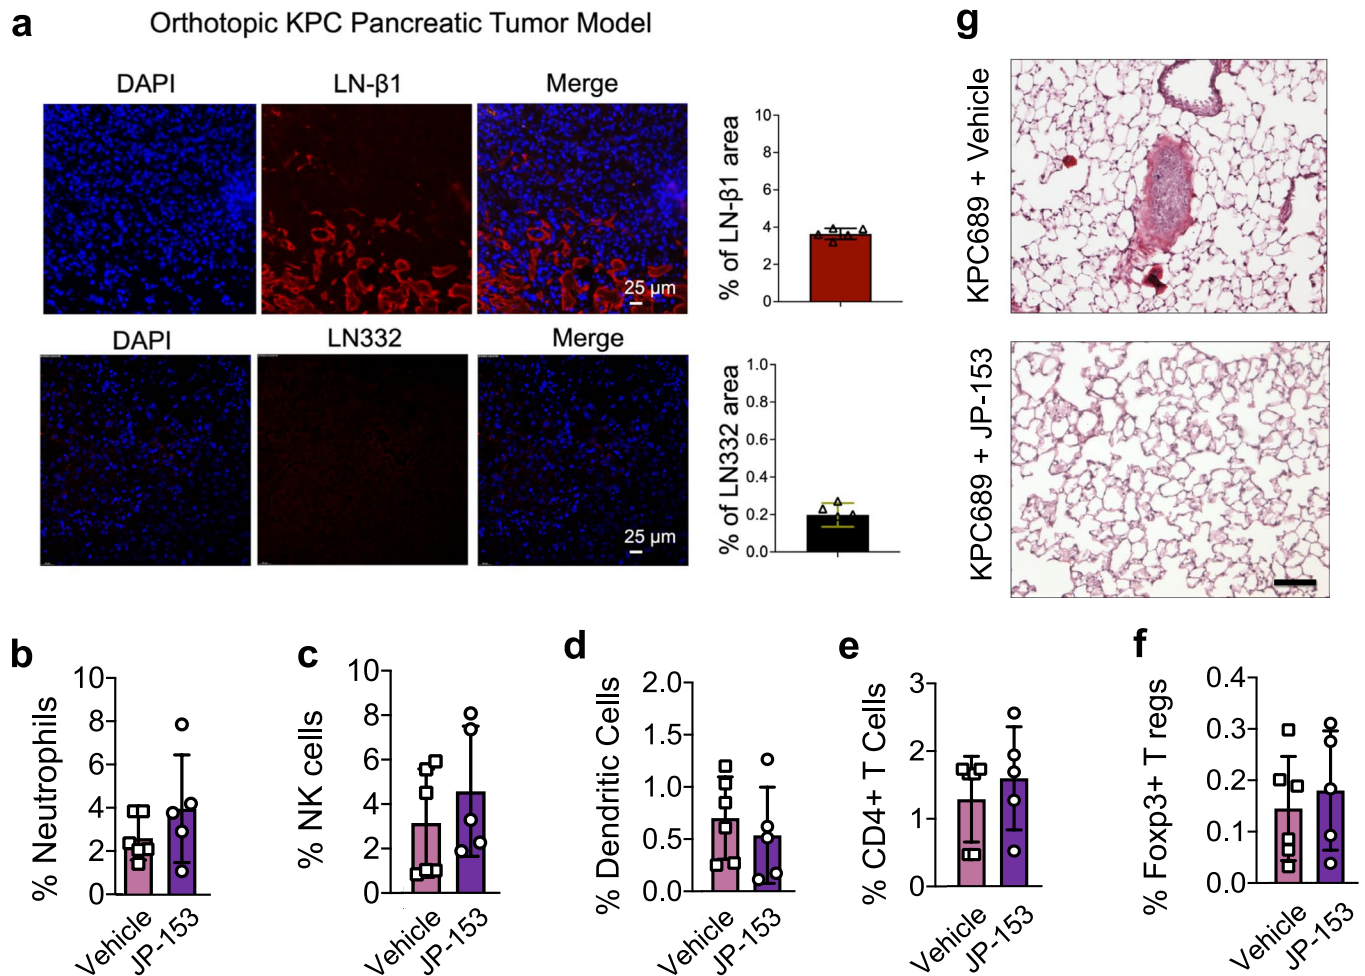 a
Orthotopic KPC Pancreatic Tumor Model
DAPI
LN-β1
Merge
25 µm
% of LN-β1 area
10
8
6
4
2
0
DAPI
LN332
Merge
25 µm
% of LN332 area
1.0
0.8
0.6
0.4
0.2
0.0
g
KPC689 + Vehicle
KPC689 + JP-153
b
% Neutrophils
10
8
6
4
2
0
Vehicle
JP-153
c
% NK cells
10
8
6
4
2
0
Vehicle
JP-153
d
% Dendritic Cells
2.0
1.5
1.0
0.5
0.0
Vehicle
JP-153
e
% CD4+ T Cells
3
2
1
0
Vehicle
JP-153
f
% Foxp3+ T regs
0.4
0.3
0.2
0.1
0.0
Vehicle
JP-153